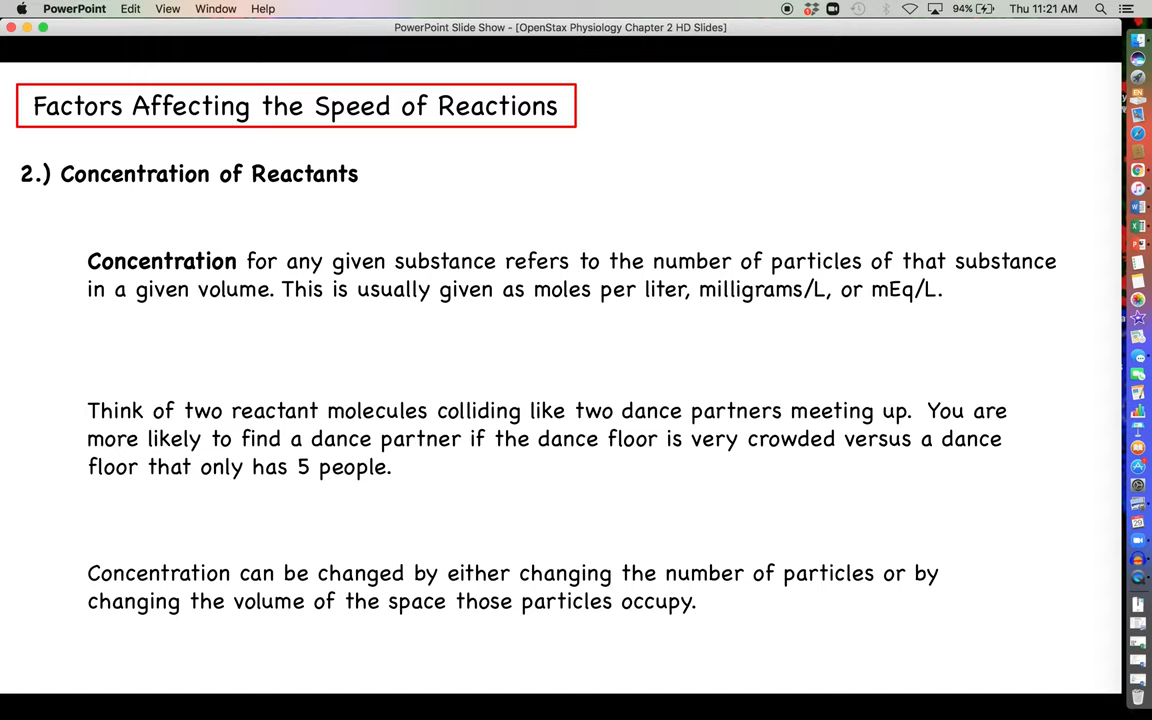 PowerPoint Edit View Window Help 94% Thu 11:21 AM
PowerPoint Slide Show - [OpenStax Physiology Chapter 2 HD Slides]
Factors Affecting the Speed of Reactions
2.) Concentration of Reactants
Concentration for any given substance refers to the number of particles of that substance
in a given volume. This is usually given as moles per liter, milligrams/L, or mEq/L.
Think of two reactant molecules colliding like two dance partners meeting up. You are
more likely to find a dance partner if the dance floor is very crowded versus a dance
floor that only has 5 people.
Concentration can be changed by either changing the number of particles or by
changing the volume of the space those particles occupy.